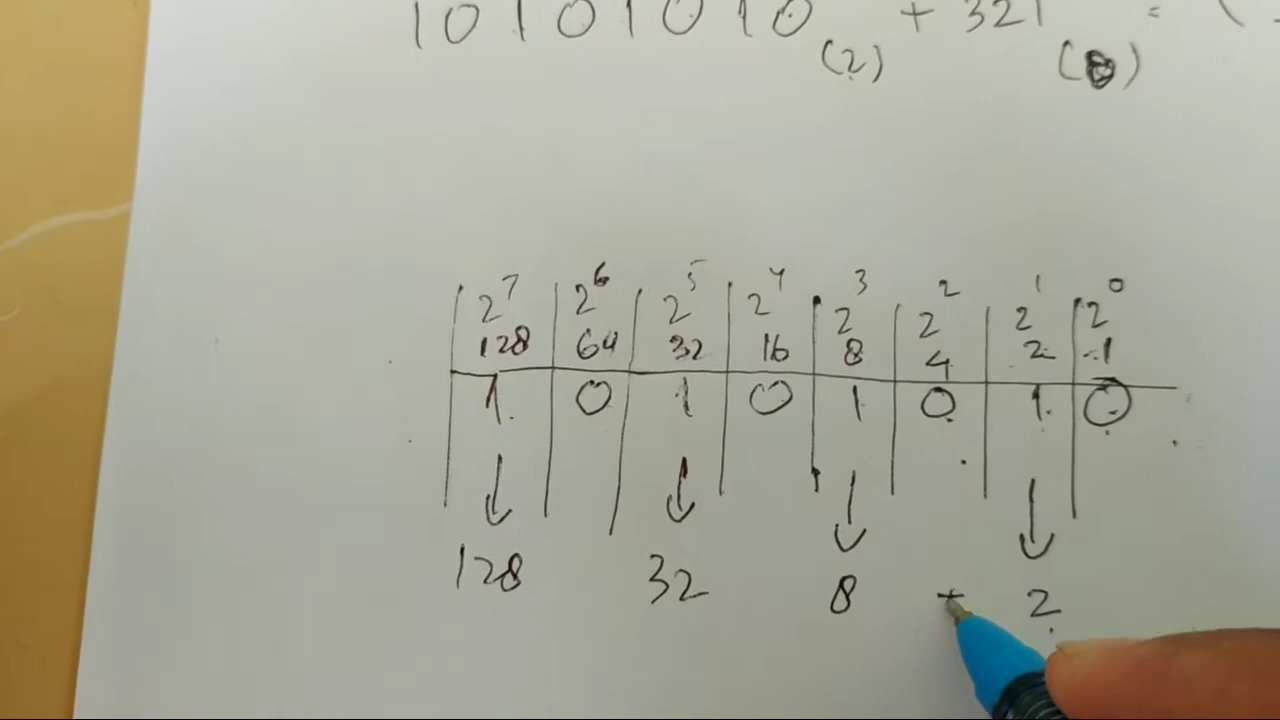 10101010(2) + 321(8) = (
2^7 2^6 2^5 2^4 2^3 2^2 2^1 2^0
128 64 32 16 8 4 2 1
1 0 1 0 1 0 1 0
128 32 8 + 2